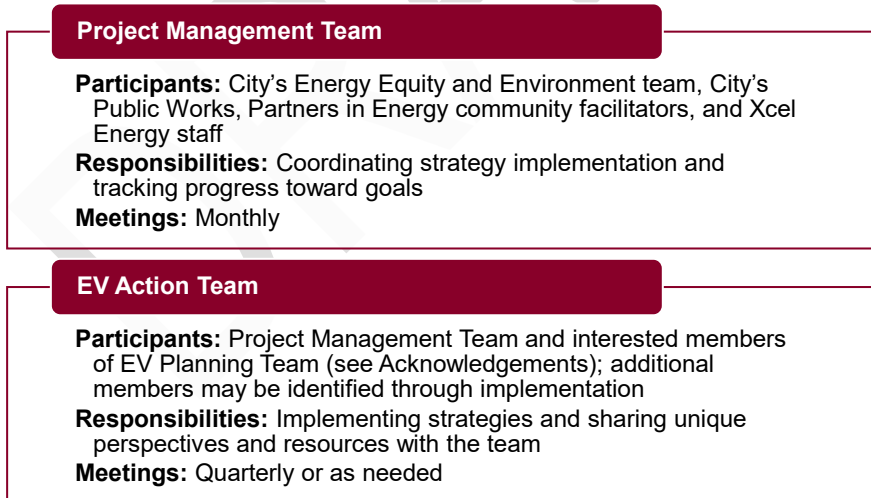 Project Management Team
Participants: City's Energy Equity and Environment team, City's
Public Works, Partners in Energy community facilitators, and Xcel
Energy staff
Responsibilities: Coordinating strategy implementation and
tracking progress toward goals
Meetings: Monthly
EV Action Team
Participants: Project Management Team and interested members
of EV Planning Team (see Acknowledgements); additional
members may be identified through implementation
Responsibilities: Implementing strategies and sharing unique
perspectives and resources with the team
Meetings: Quarterly or as needed